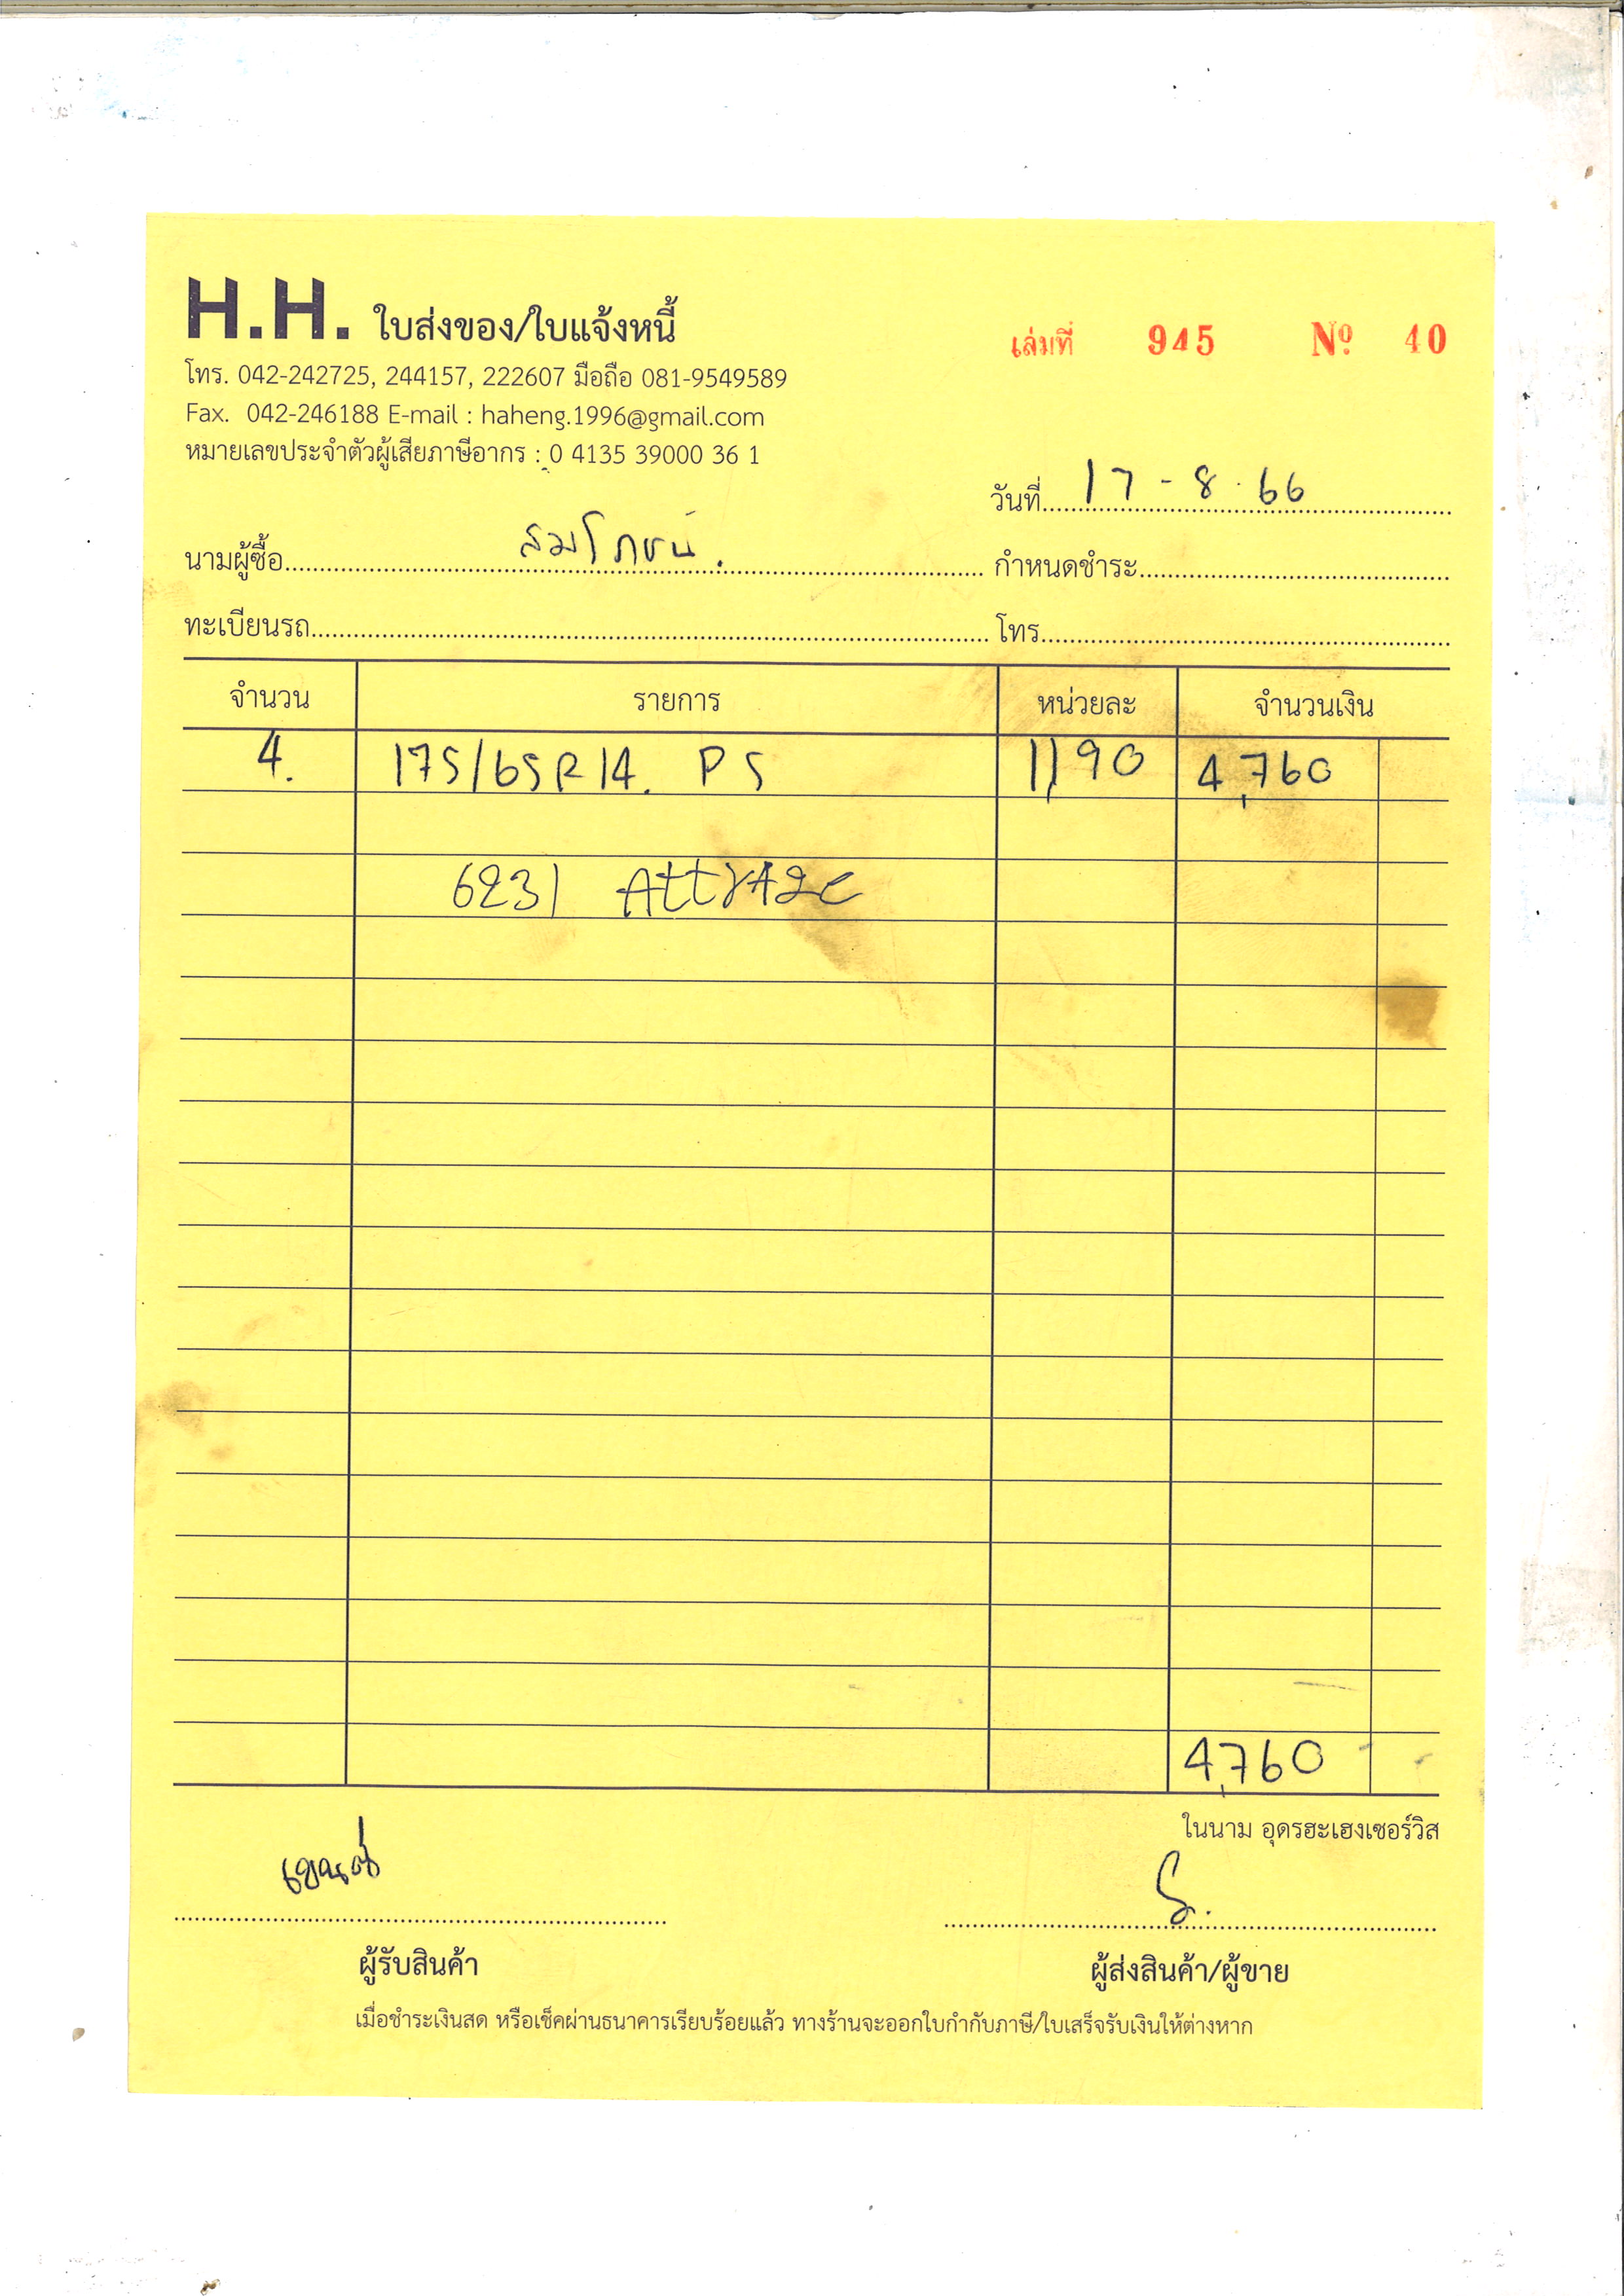 H.H. ใบส่งของ/ใบแจ้งหนี้
เล่มที่ 945 Nº 40
โทร. 042-242725, 244157, 222607 มือถือ 081-9549589
Fax. 042-246188 E-mail : haheng.1996@gmail.com
หมายเลขประจำตัวผู้เสียภาษีอากร : 0 4135 39000 36 1
วันที่ 17 - 8 - 66
นามผู้ซื้อ สมโภชน์. กำหนดชำระ
ทะเบียนรถ โทร.
จำนวน รายการ หน่วยละ จำนวนเงิน
4. 175/65R14. P5 1,190 4,760
6231 Attrage
4,760 -
ในนาม อุดรฮะเฮงเซอร์วิส
ผู้รับสินค้า ผู้ส่งสินค้า/ผู้ขาย
เมื่อชำระเงินสด หรือเช็คผ่านธนาคารเรียบร้อยแล้ว ทางร้านจะออกใบกำกับภาษี/ใบเสร็จรับเงินให้ต่างหาก